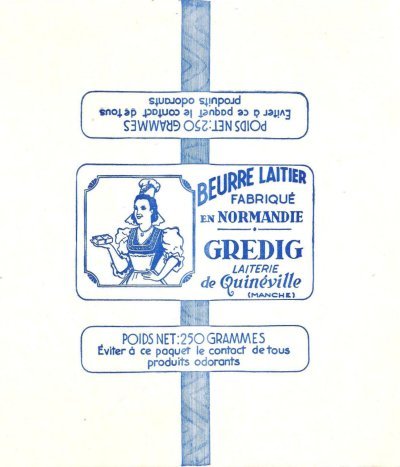 POIDS NET:250 GRAMMES
Éviter à ce paquet le contact de tous
produits odorants
BEURRE LAITIER
FABRIQUÉ
EN NORMANDIE
GREDIG
LAITERIE
de Quinéville
(MANCHE)
POIDS NET:250 GRAMMES
Éviter à ce paquet le contact de tous
produits odorants